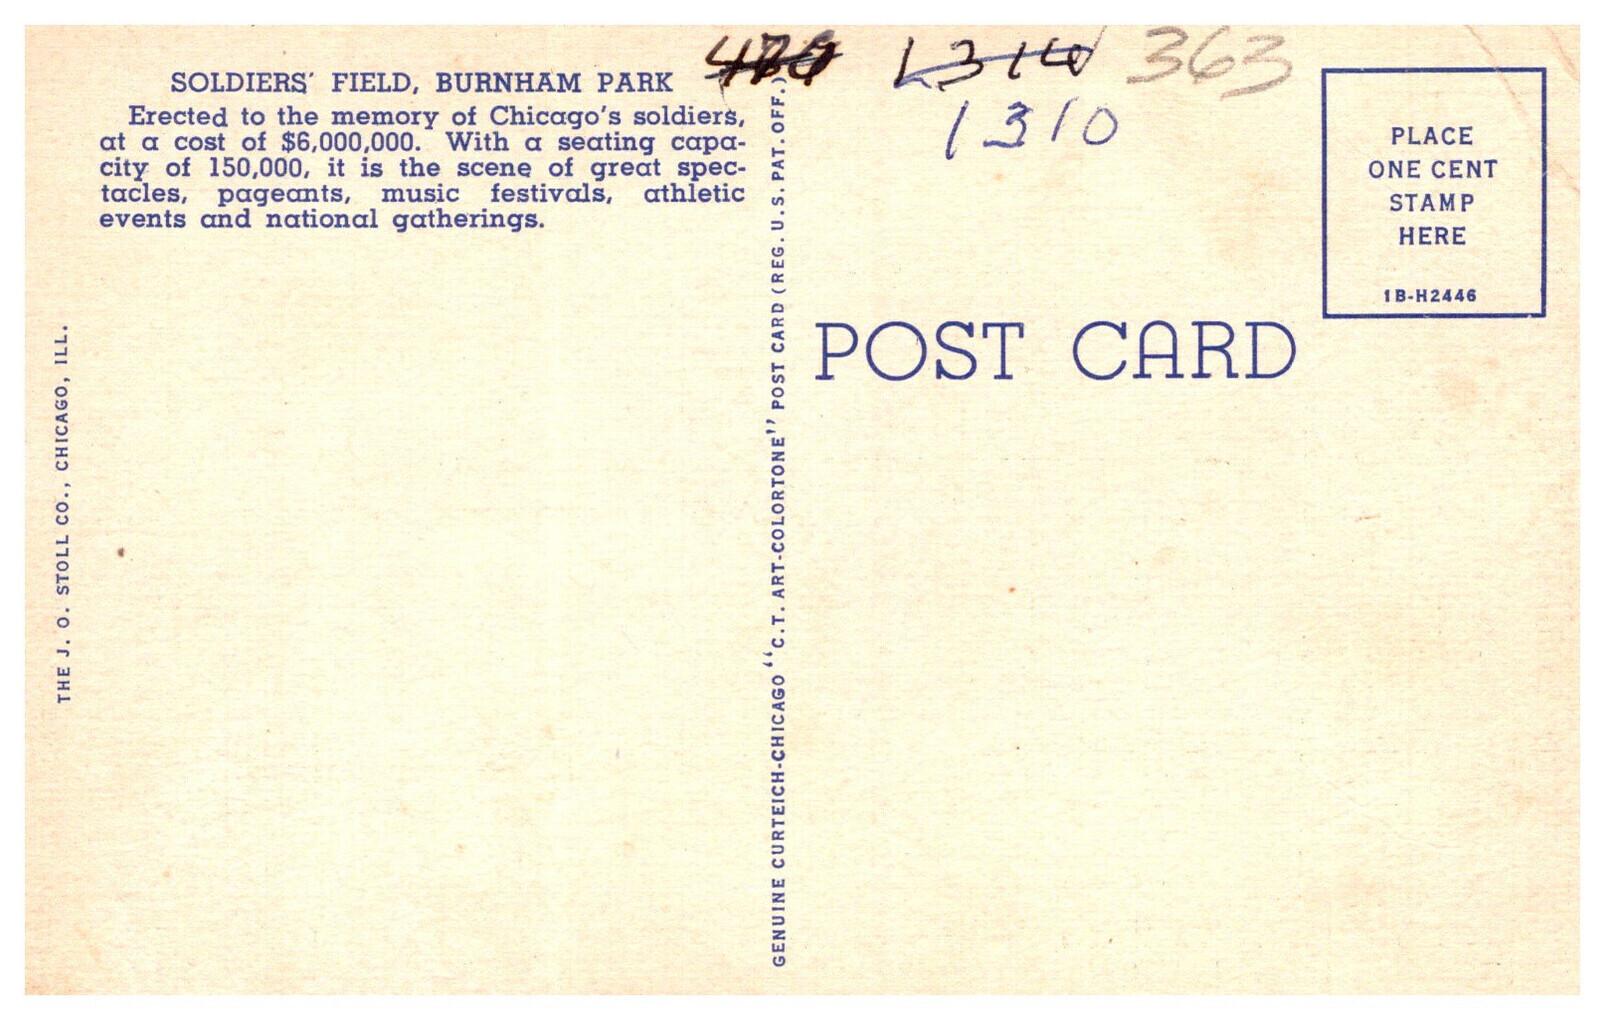 SOLDIERS' FIELD, BURNHAM PARK
Erected to the memory of Chicago's soldiers,
at a cost of $6,000,000. With a seating capa-
city of 150,000, it is the scene of great spec-
tacles, pageants, music festivals, athletic
events and national gatherings.
1314
363
1310
PLACE
ONE CENT
STAMP
HERE
1B-H2446
POST CARD
THE J. O. STOLL CO., CHICAGO, ILL.
GENUINE CURTEICH-CHICAGO "C.T. ART-COLORTONE" POST CARD (REG. U.S. PAT. OFF.)